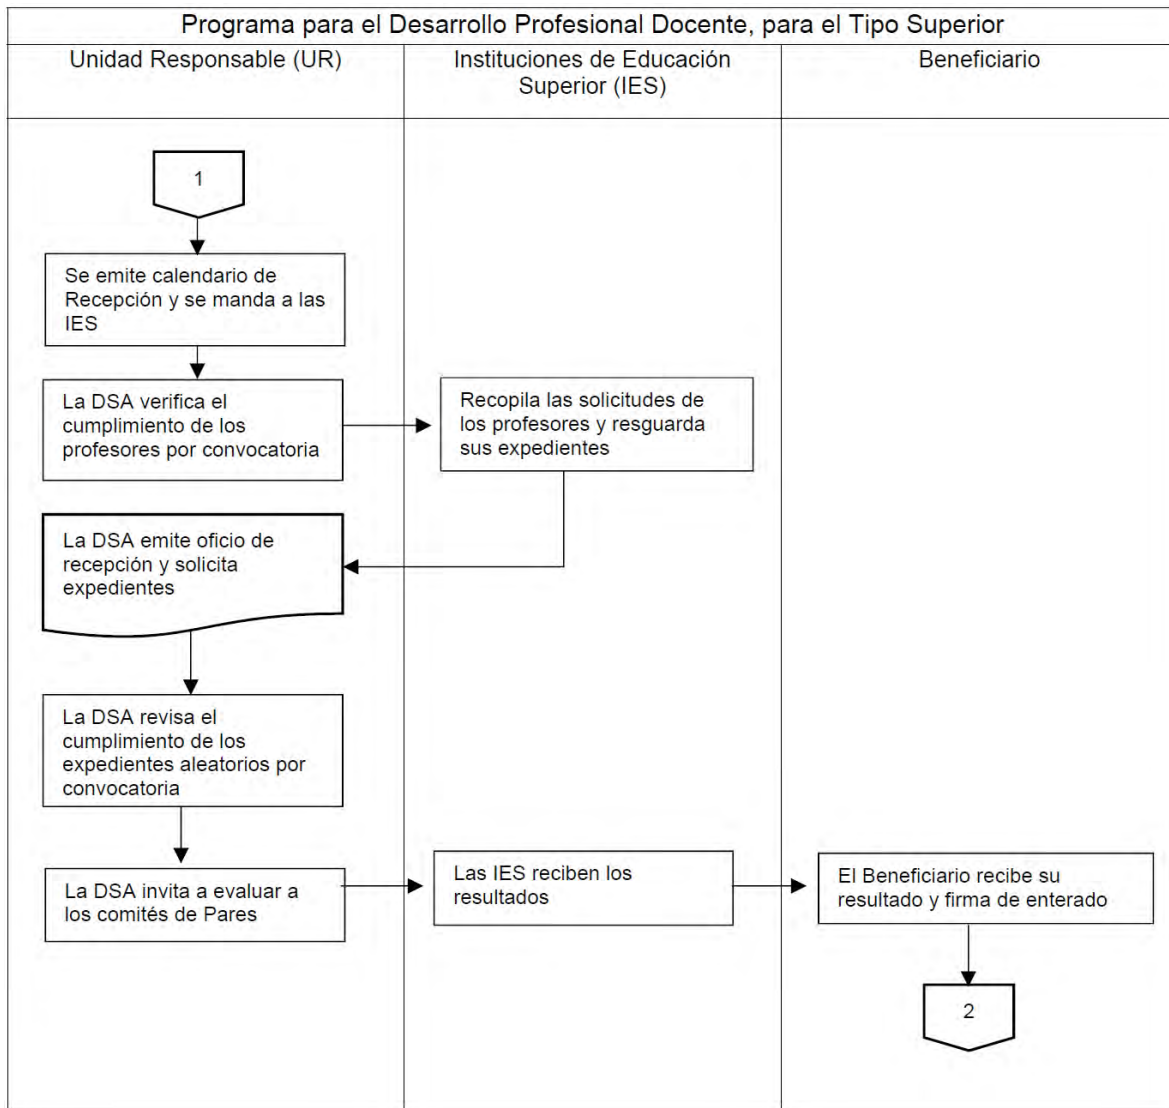 Programa para el Desarrollo Profesional Docente, para el Tipo Superior
Unidad Responsable (UR)
Instituciones de Educación
Superior (IES)
Beneficiario
1
Se emite calendario de
Recepción y se manda a las
IES
La DSA verifica el
cumplimiento de los
profesores por convocatoria
Recopila las solicitudes de
los profesores y resguarda
sus expedientes
La DSA emite oficio de
recepción y solicita
expedientes
La DSA revisa el
cumplimiento de los
expedientes aleatorios por
convocatoria
La DSA invita a evaluar a
los comités de Pares
Las IES reciben los
resultados
El Beneficiario recibe su
resultado y firma de enterado
2